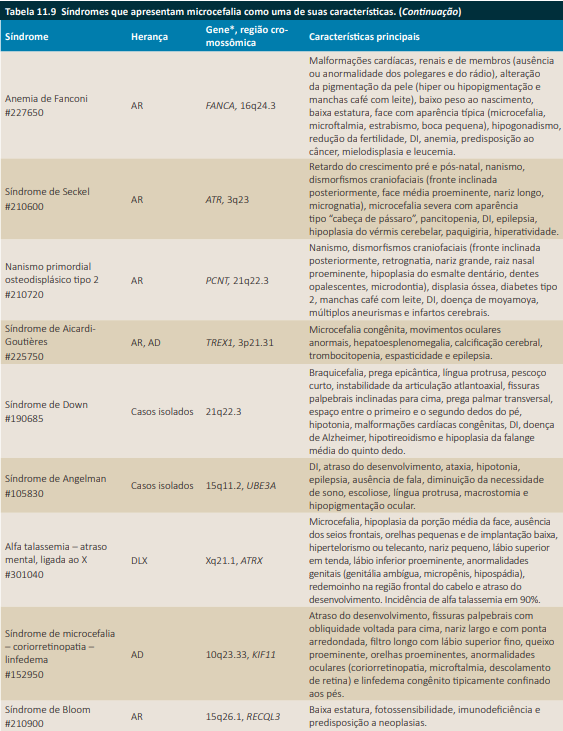 Tabela 11.9 Síndromes que apresentam microcefalia como uma de suas características. (Continuação)
Síndrome Herança Gene*, região cro- Características principais
mossômica
Anemia de Fanconi
#227650
AR
FANCA, 16q24.3
Malformações cardíacas, renais e de membros (ausência
ou anormalidade dos polegares e do rádio), alteração
da pigmentação da pele (hiper ou hipopigmentação e
manchas café com leite), baixo peso ao nascimento,
baixa estatura, face com aparência típica (microcefalia,
microftalmia, estrabismo, boca pequena), hipogonadismo,
redução da fertilidade, DI, anemia, predisposição ao
câncer, mielodisplasia e leucemia.
Síndrome de Seckel
#210600
AR
ATR, 3q23
Retardo do crescimento pré e pós-natal, nanismo,
dismorfismos craniofaciais (fronte inclinada
posteriormente, face média proeminente, nariz longo,
micrognatia), microcefalia severa com aparência
tipo “cabeça de pássaro”, pancitopenia, DI, epilepsia,
hipoplasia do vérmis cerebelar, paquigiria, hiperatividade.
Nanismo primordial
osteodisplásico tipo 2
#210720
AR
PCNT, 21q22.3
Nanismo, dismorfismos craniofaciais (fronte inclinada
posteriormente, retrognatia, nariz grande, raiz nasal
proeminente, hipoplasia do esmalte dentário, dentes
opalescentes, microdontia), displasia óssea, diabetes tipo
2, manchas café com leite, DI, doença de moyamoya,
múltiplos aneurismas e infartos cerebrais.
Síndrome de Aicardi-
Goutières
#225750
AR, AD
TREX1, 3p21.31
Microcefalia congênita, movimentos oculares
anormais, hepatoesplenomegalia, calcificação cerebral,
trombocitopenia, espasticidade e epilepsia.
Síndrome de Down
#190685
Casos isolados
21q22.3
Braquicefalia, prega epicântica, língua protrusa, pescoço
curto, instabilidade da articulação atlantoaxial, fissuras
palpebrais inclinadas para cima, prega palmar transversal,
espaço entre o primeiro e o segundo dedos do pé,
hipotonia, malformações cardíacas congênitas, DI, doença
de Alzheimer, hipotireoidismo e hipoplasia da falange
média do quinto dedo.
Síndrome de Angelman
#105830
Casos isolados
15q11.2, UBE3A
DI, atraso do desenvolvimento, ataxia, hipotonia,
epilepsia, ausência de fala, diminuição da necessidade
de sono, escoliose, língua protrusa, macrostomia e
hipopigmentação ocular.
Alfa talassemia – atraso
mental, ligada ao X
#301040
DLX
Xq21.1, ATRX
Microcefalia, hipoplasia da porção média da face, ausência
dos seios frontais, orelhas pequenas e de implantação baixa,
hipertelorismo ou telecanto, nariz pequeno, lábio superior
em tenda, lábio inferior proeminente, anormalidades
genitais (genitália ambígua, micropênis, hipospádia),
redemoinho na região frontal do cabelo e atraso do
desenvolvimento. Incidência de alfa talassemia em 90%.
Síndrome de microcefalia
– coriorretinopatia –
linfedema
#152950
AD
10q23.33, KIF11
Atraso do desenvolvimento, fissuras palpebrais com
obliquidade voltada para cima, nariz largo e com ponta
arredondada, filtro longo com lábio superior fino, queixo
proeminente, orelhas proeminentes, anormalidades
oculares (coriorretinopatia, microftalmia, descolamento
de retina) e linfedema congênito tipicamente confinado
aos pés.
Síndrome de Bloom
#210900
AR
15q26.1, RECQL3
Baixa estatura, fotossensibilidade, imunodeficiência e
predisposição a neoplasias.